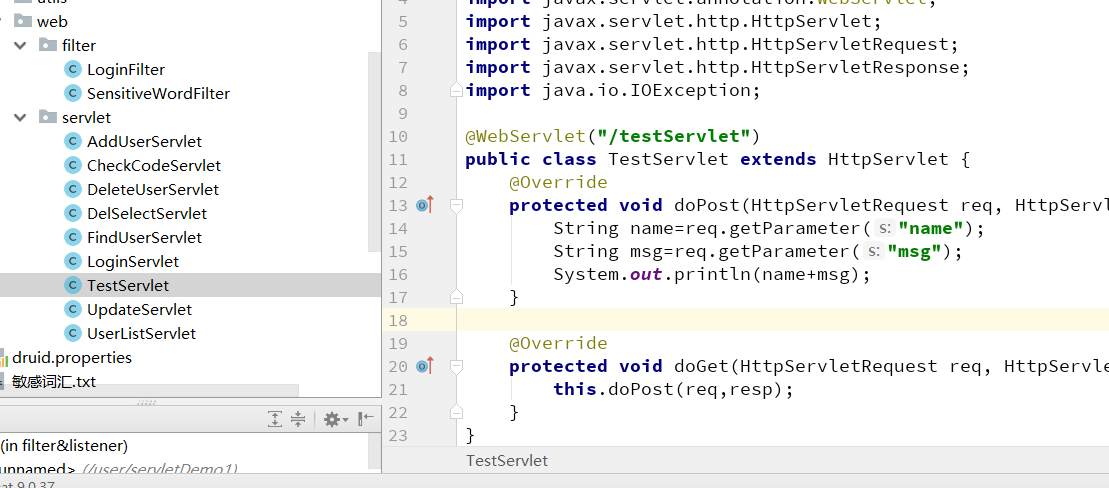 utils
web
filter
LoginFilter
SensitiveWordFilter
servlet
AddUserServlet
CheckCodeServlet
DeleteUserServlet
DelSelectServlet
FindUserServlet
LoginServlet
TestServlet
UpdateServlet
UserListServlet
druid.properties
敏感词汇.txt
(in filter&listener)
unnamed> (//user/servletDemo1)
cat 9.0.37
4 import javax.servlet.annotation.WebServlet;
5 import javax.servlet.http.HttpServlet;
6 import javax.servlet.http.HttpServletRequest;
7 import javax.servlet.http.HttpServletResponse;
8 import java.io.IOException;
9
10 @WebServlet("/testServlet")
11 public class TestServlet extends HttpServlet {
12 @Override
13 protected void doPost(HttpServletRequest req, HttpServl
14 String name=req.getParameter( s: "name");
15 String msg=req.getParameter( s: "msg");
16 System.out.println(name+msg);
17 }
18
19 @Override
20 protected void doGet(HttpServletRequest req, HttpServle
21 this.doPost(req,resp);
22 }
23 }
TestServlet